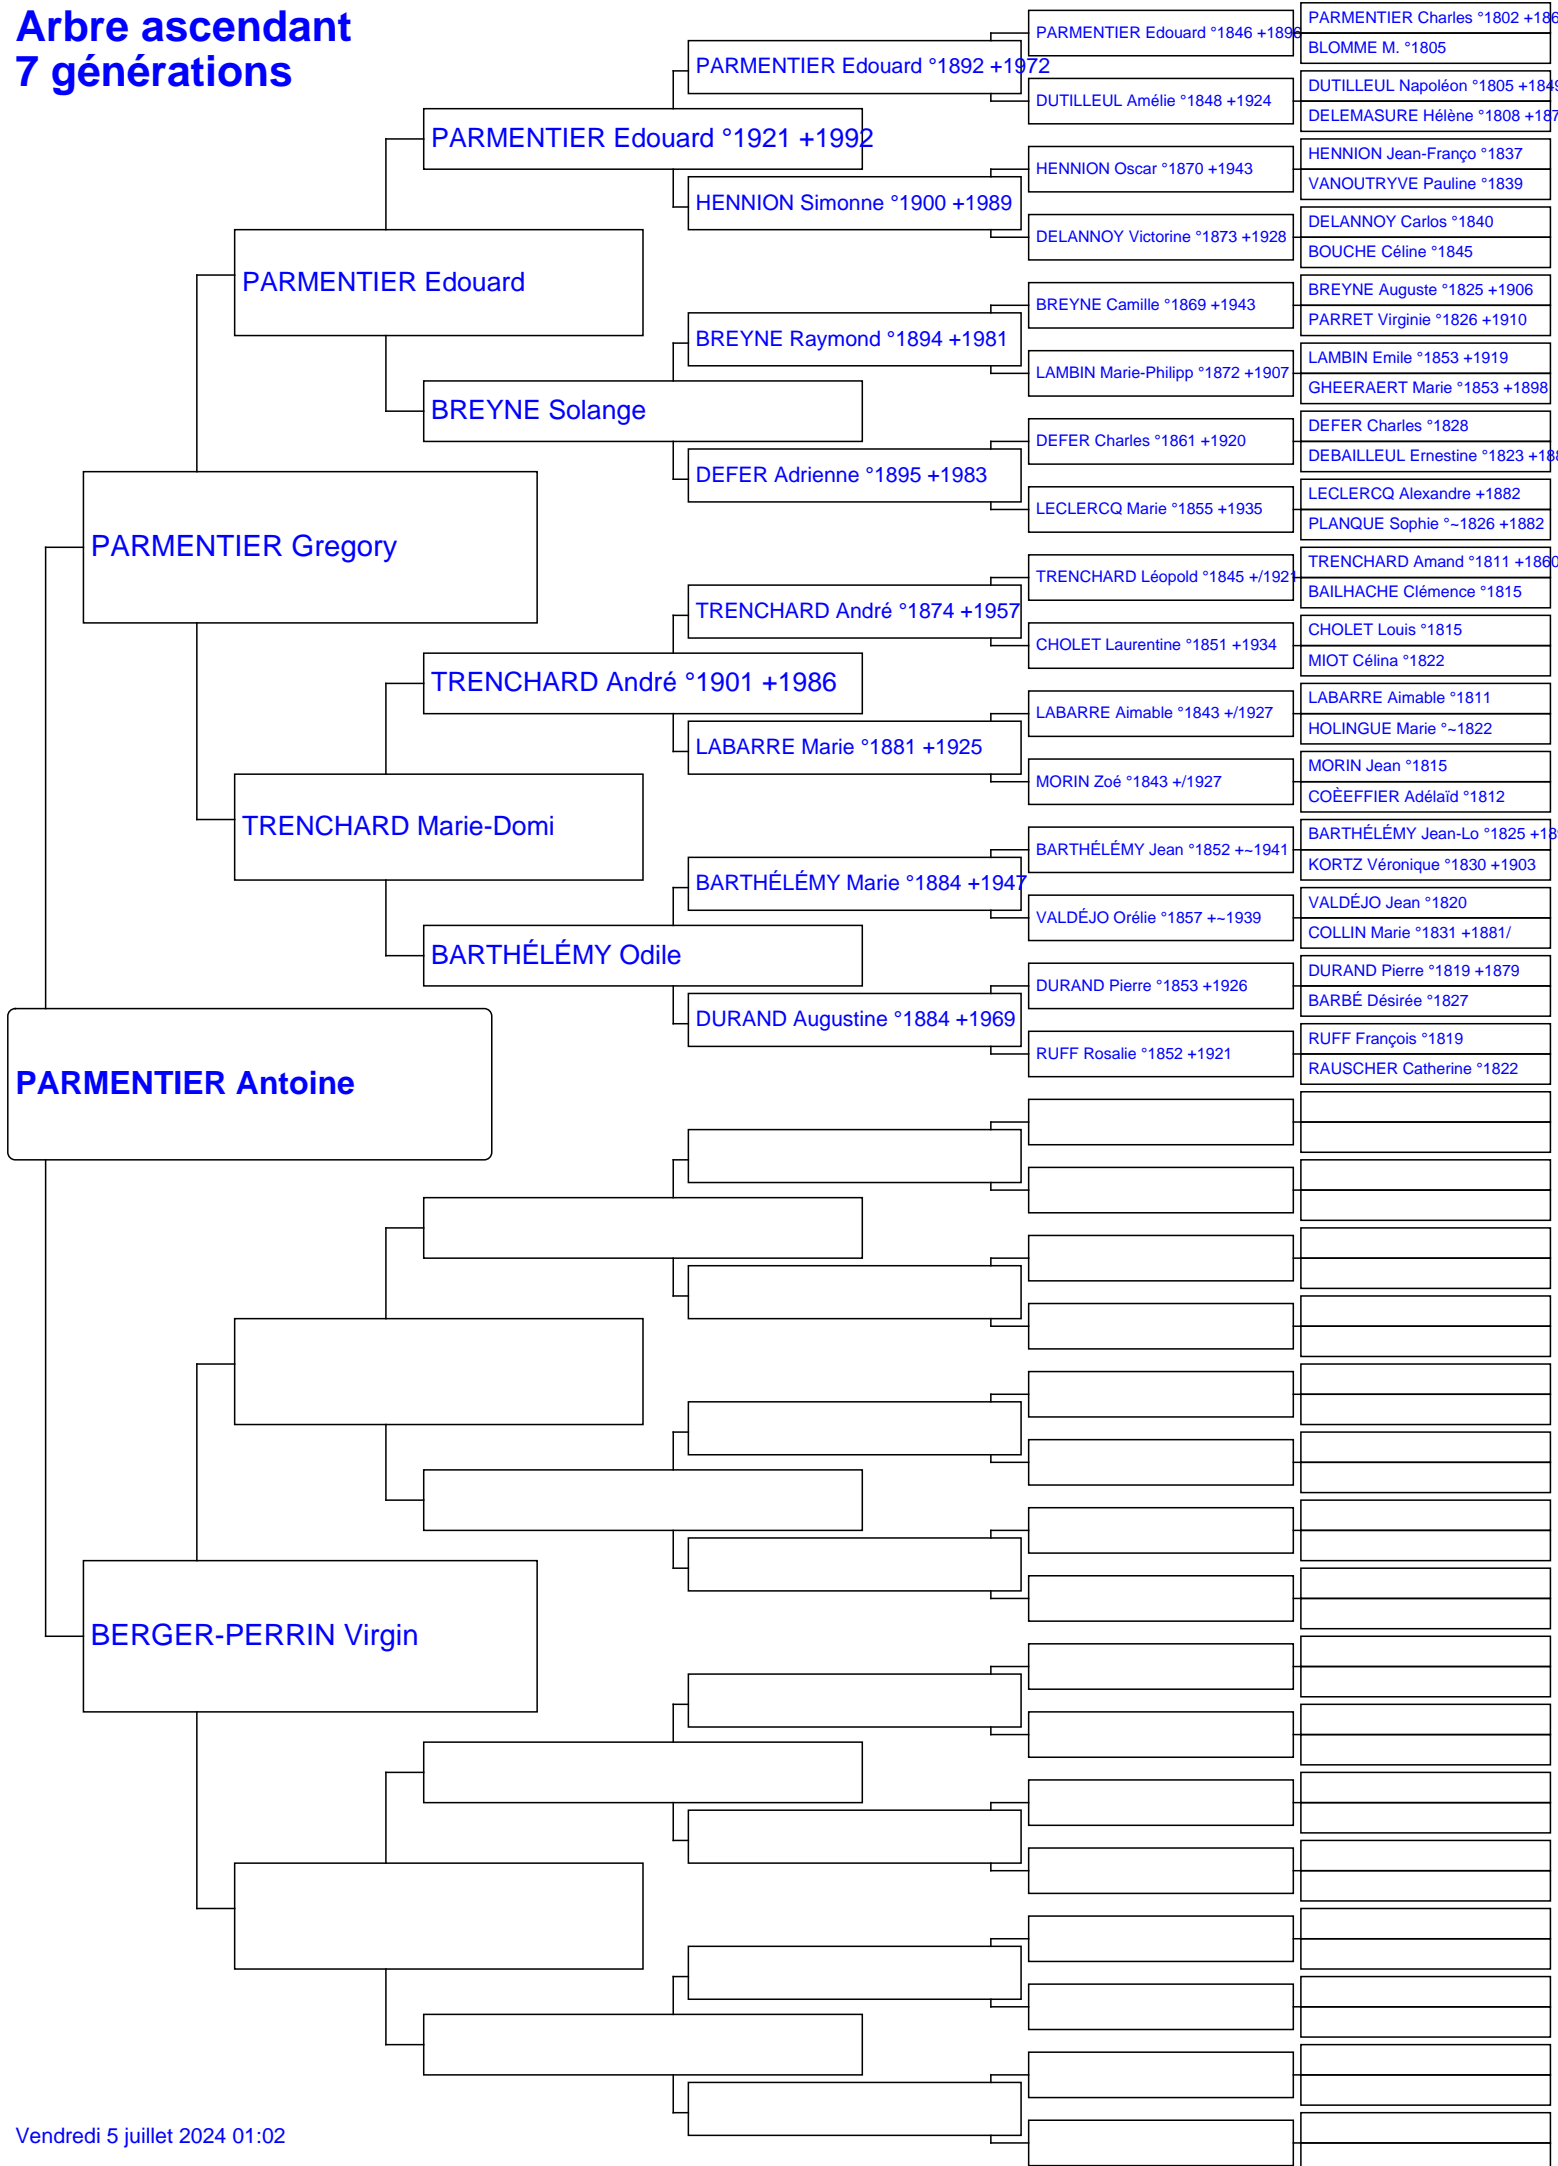 Arbre ascendant
7 générations
PARMENTIER Antoine
PARMENTIER Gregory
BERGER-PERRIN Virgin
PARMENTIER Edouard
TRENCHARD Marie-Domi
PARMENTIER Edouard °1921 +1992
BREYNE Solange
TRENCHARD André °1901 +1986
BARTHÉLÉMY Odile
PARMENTIER Edouard °1892 +1972
HENNION Simonne °1900 +1989
BREYNE Raymond °1894 +1981
DEFER Adrienne °1895 +1983
TRENCHARD André °1874 +1957
LABARRE Marie °1881 +1925
BARTHÉLÉMY Marie °1884 +1947
DURAND Augustine °1884 +1969
PARMENTIER Edouard °1846 +1896
DUTILLEUL Amélie °1848 +1924
HENNION Oscar °1870 +1943
DELANNOY Victorine °1873 +1928
BREYNE Camille °1869 +1943
LAMBIN Marie-Philipp °1872 +1907
DEFER Charles °1861 +1920
LECLERCQ Marie °1855 +1935
TRENCHARD Léopold °1845 +/1921
CHOLET Laurentine °1851 +1934
LABARRE Aimable °1843 +/1927
MORIN Zoé °1843 +/1927
BARTHÉLÉMY Jean °1852 +~1941
VALDÉJO Orélie °1857 +~1939
DURAND Pierre °1853 +1926
RUFF Rosalie °1852 +1921
PARMENTIER Charles °1802 +186
BLOMME M. °1805
DUTILLEUL Napoléon °1805 +1849
DELEMASURE Hélène °1808 +187
HENNION Jean-Franço °1837
VANOUTRYVE Pauline °1839
DELANNOY Carlos °1840
BOUCHE Céline °1845
BREYNE Auguste °1825 +1906
PARRET Virginie °1826 +1910
LAMBIN Emile °1853 +1919
GHEERAERT Marie °1853 +1898
DEFER Charles °1828
DEBAILLEUL Ernestine °1823 +188
LECLERCQ Alexandre +1882
PLANQUE Sophie °~1826 +1882
TRENCHARD Amand °1811 +1860
BAILHACHE Clémence °1815
CHOLET Louis °1815
MIOT Célina °1822
LABARRE Aimable °1811
HOLINGUE Marie °~1822
MORIN Jean °1815
COÈEFFIER Adélaïd °1812
BARTHÉLÉMY Jean-Lo °1825 +18
KORTZ Véronique °1830 +1903
VALDÉJO Jean °1820
COLLIN Marie °1831 +1881/
DURAND Pierre °1819 +1879
BARBÉ Désirée °1827
RUFF François °1819
RAUSCHER Catherine °1822
Vendredi 5 juillet 2024 01:02